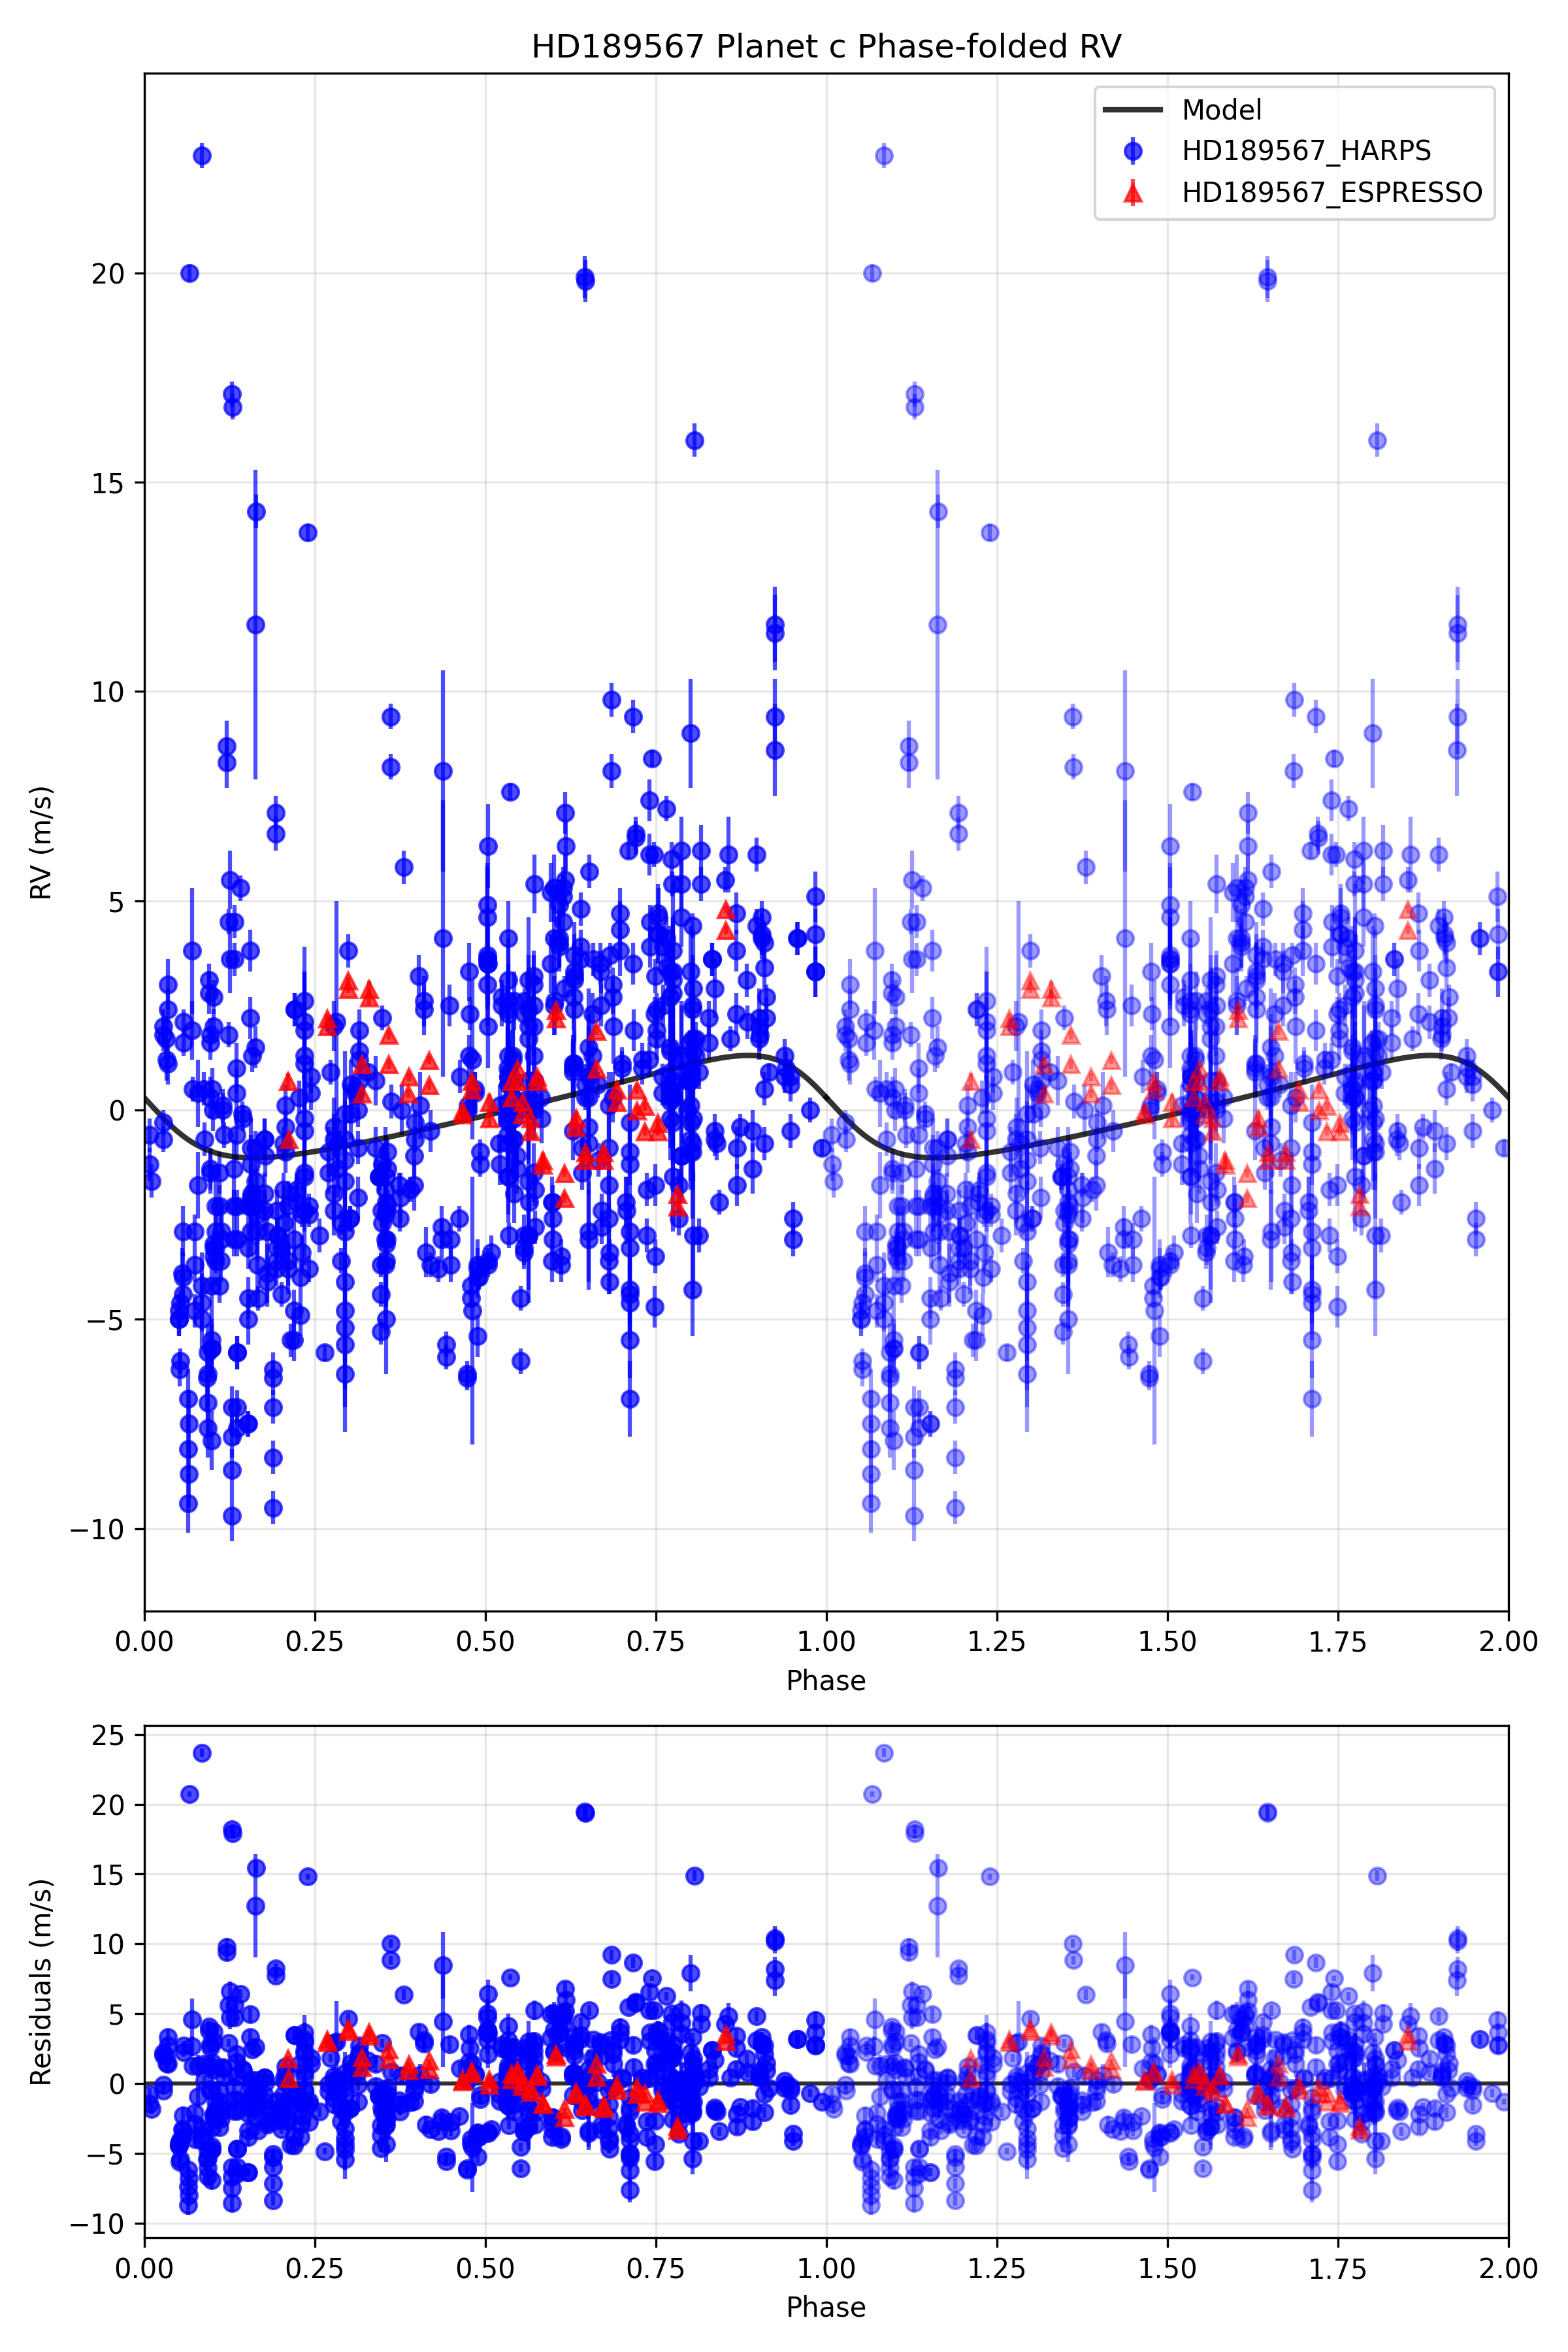 HD189567 Planet c Phase-folded RV
Model
HD189567_HARPS
HD189567_ESPRESSO
RV (m/s)
20
15
10
5
0
−5
−10
0.00 0.25 0.50 0.75 1.00 1.25 1.50 1.75 2.00
Phase
Residuals (m/s)
25
20
15
10
5
0
−5
−10
0.00 0.25 0.50 0.75 1.00 1.25 1.50 1.75 2.00
Phase